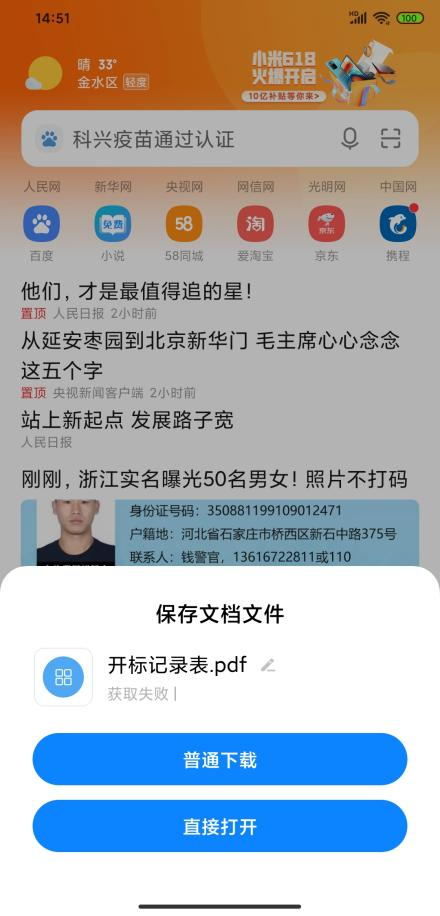 14:51
HD
100
晴 33°
金水区 轻度
小米618
火爆开启
10亿补贴等你来>
科兴疫苗通过认证
人民网 新华网 央视网 网信网 光明网 中国网
免费 58 淘 京东
百度 小说 58同城 爱淘宝 京东 携程
他们，才是最值得追的星！
置顶 人民日报 2小时前
从延安枣园到北京新华门 毛主席心心念念
这五个字
置顶 央视新闻客户端 2小时前
站上新起点 发展路子宽
人民日报
刚刚，浙江实名曝光50名男女！照片不打码
身份证号码：350881199109012471
户籍地：河北省石家庄市桥西区新石中路375号
联系人：钱警官，13616722811或110
保存文档文件
开标记录表.pdf
获取失败 |
普通下载
直接打开